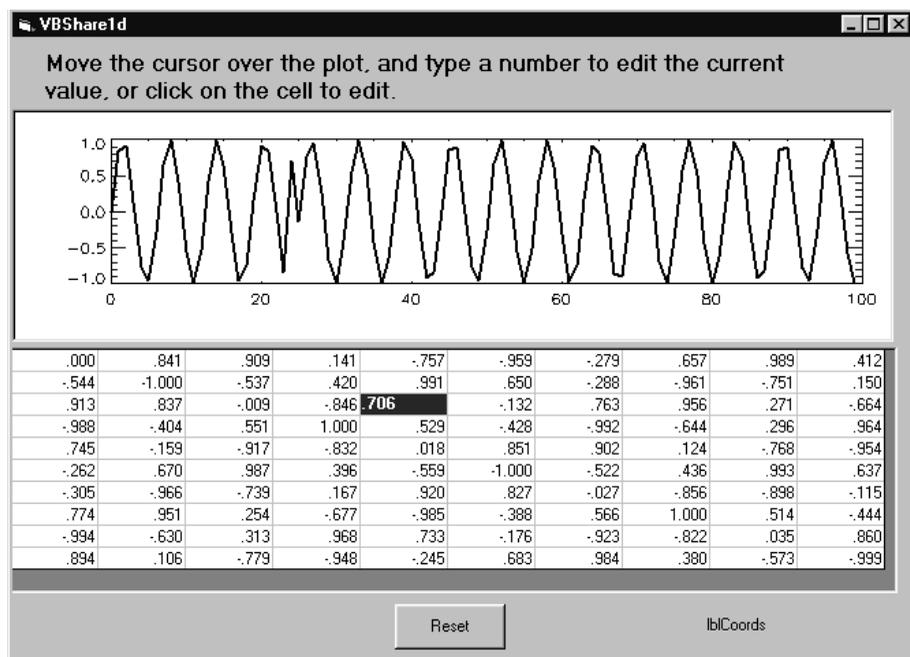 VBShare1d
Move the cursor over the plot, and type a number to edit the current
value, or click on the cell to edit.
1.0
0.5
0.0
−0.5
−1.0
0 20 40 60 80 100
.000 .841 .909 .141 -.757 -.959 -.279 .657 .989 .412
-.544 -1.000 -.537 .420 .991 .650 -.288 -.961 -.751 .150
.913 .837 -.009 -.846 .706 -.132 .763 .956 .271 -.664
-.988 -.404 .551 1.000 .529 -.428 -.992 -.644 .296 .964
.745 -.159 -.917 -.832 .018 .851 .902 .124 -.768 -.954
-.262 .670 .987 .396 -.559 -1.000 -.522 .436 .993 .637
-.305 -.966 -.739 .167 .920 .827 -.027 -.856 -.898 -.115
.774 .951 .254 -.677 -.985 -.388 .566 1.000 .514 -.444
-.994 -.630 .313 .968 .733 -.176 -.923 -.822 .035 .860
.894 .106 -.779 -.948 -.245 .683 .984 .380 -.573 -.999
Reset lblCoords